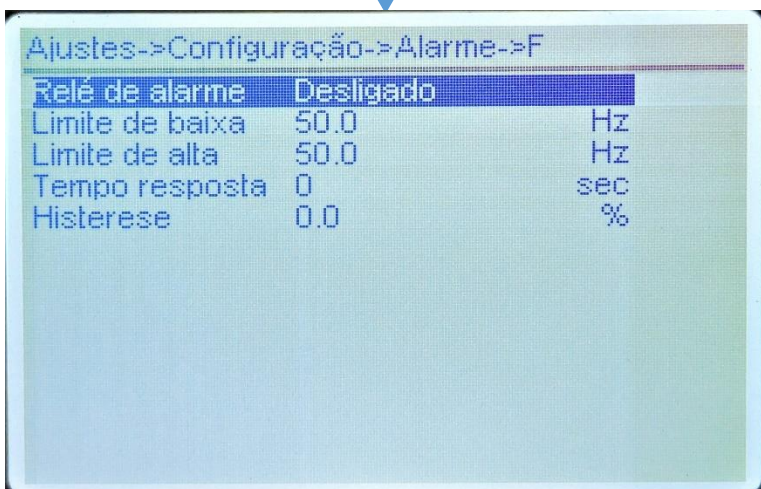 Ajustes->Configuração->Alarme->F
Relé de alarme Desligado
Limite de baixa 50.0 Hz
Limite de alta 50.0 Hz
Tempo resposta 0 sec
Histerese 0.0 %